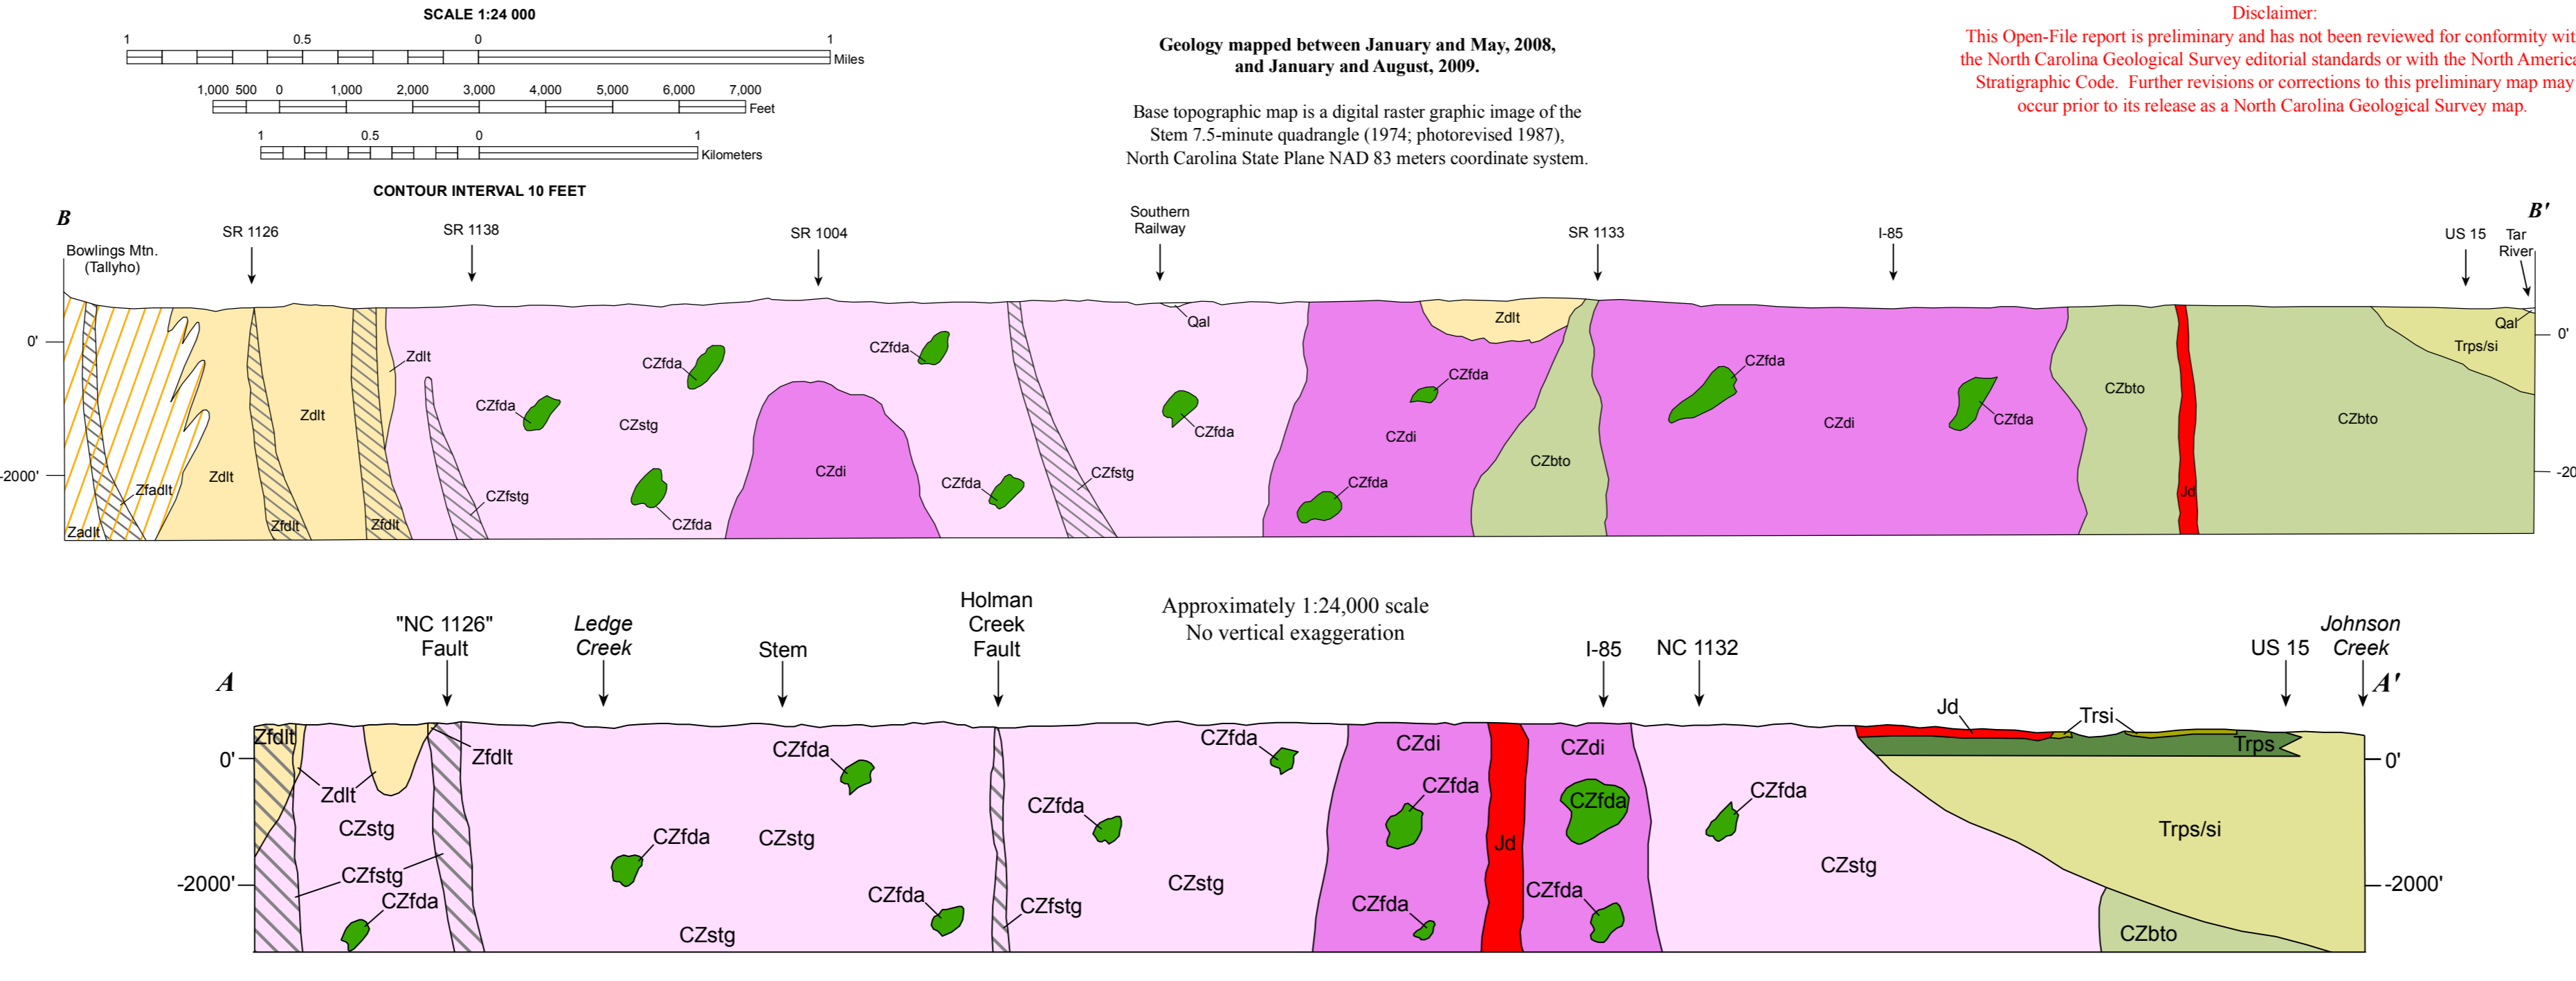 SCALE 1:24 000
1 0.5 0 1
Miles
1,000 500 0 1,000 2,000 3,000 4,000 5,000 6,000 7,000
Feet
1 0.5 0 1
Kilometers
CONTOUR INTERVAL 10 FEET
Geology mapped between January and May, 2008,
and January and August, 2009.
Base topographic map is a digital raster graphic image of the
Stem 7.5-minute quadrangle (1974; photorevised 1987),
North Carolina State Plane NAD 83 meters coordinate system.
Disclaimer:
This Open-File report is preliminary and has not been reviewed for conformity wit
the North Carolina Geological Survey editorial standards or with the North America
Stratigraphic Code. Further revisions or corrections to this preliminary map may
occur prior to its release as a North Carolina Geological Survey map.
B
Bowlings Mtn.
(Tallyho)
SR 1126
SR 1138
SR 1004
Southern
Railway
SR 1133
I-85
US 15
Tar
River
B'
0'
-2000'
Zadlt
Zfadlt
Zdlt
Zfdlt
Zdlt
Zfdlt
Zdlt
CZfstg
CZfda
CZfda
CZstg
CZfda
CZdi
CZfda
CZfda
CZfstg
Qal
CZfda
CZdi
CZfda
CZfda
Zdlt
CZbto
CZfda
CZdi
CZfda
CZbto
Jd
CZbto
Trps/si
Qal
0'
-20
Approximately 1:24,000 scale
No vertical exaggeration
A
"NC 1126"
Fault
Ledge
Creek
Stem
Holman
Creek
Fault
I-85
NC 1132
US 15
Johnson
Creek
A'
0'
-2000'
Zfdlt
Zdlt
CZstg
CZfstg
CZfda
Zfdlt
CZfda
CZstg
CZfda
CZstg
CZfda
CZfstg
CZfda
CZfda
CZstg
CZdi
CZfda
CZfda
Jd
CZdi
CZfda
CZfda
CZfda
CZstg
Jd
Trsi
Trps
Trps/si
CZbto
0'
-2000'